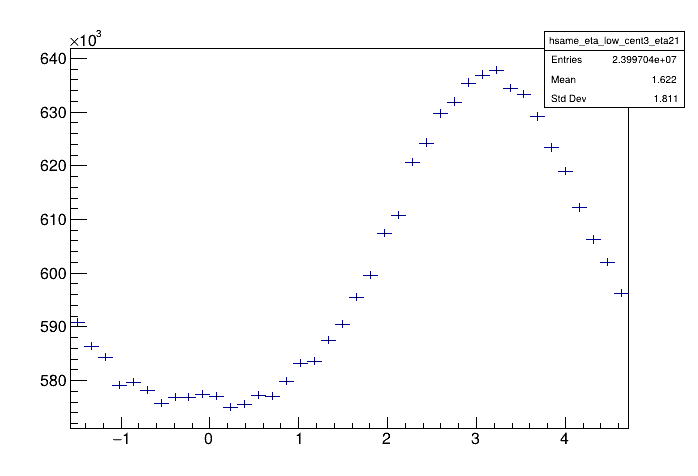 ×10³
hsame_eta_low_cent3_eta21
Entries 2.399704e+07
Mean 1.622
Std Dev 1.811
640
630
620
610
600
590
580
−1 0 1 2 3 4